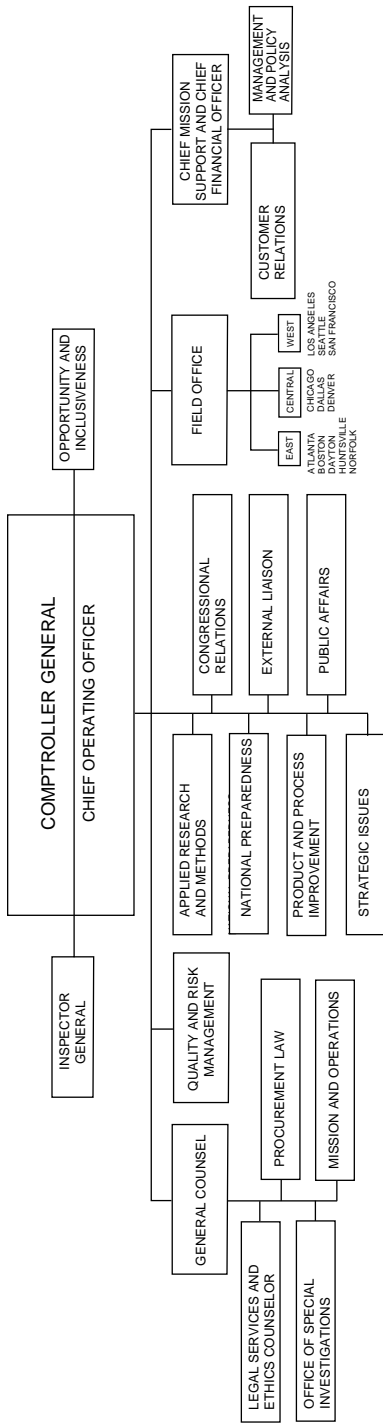 COMPTROLLER GENERAL
CHIEF OPERATING OFFICER
INSPECTOR
GENERAL
OPPORTUNITY AND
INCLUSIVENESS
GENERAL COUNSEL
LEGAL SERVICES AND
ETHICS COUNSELOR
PROCUREMENT LAW
OFFICE OF SPECIAL
INVESTIGATIONS
MISSION AND OPERATIONS
QUALITY AND RISK
MANAGEMENT
APPLIED RESEARCH
AND METHODS
CONGRESSIONAL
RELATIONS
NATIONAL PREPAREDNESS
EXTERNAL LIAISON
PRODUCT AND PROCESS
IMPROVEMENT
PUBLIC AFFAIRS
STRATEGIC ISSUES
FIELD OFFICE
EAST
ATLANTA
BOSTON
DAYTON
HUNTSVILLE
NORFOLK
CENTRAL
CHICAGO
DALLAS
DENVER
WEST
LOS ANGELES
SEATTLE
SAN FRANCISCO
CHIEF MISSION
SUPPORT AND CHIEF
FINANCIAL OFFICER
CUSTOMER
RELATIONS
MANAGEMENT
AND POLICY
ANALYSIS